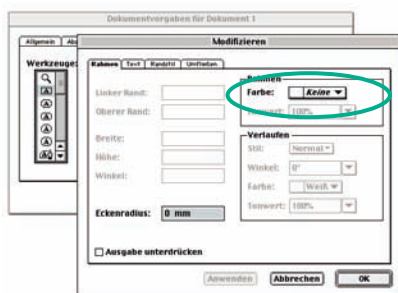 Dokumentvorgaben für Dokument 1
Allgemein
Modifizieren
Werkzeuge:
Rahmen Text Randstil Umfließen
Linker Rand:
Oberer Rand:
Breite:
Höhe:
Winkel:
Eckenradius: 0 mm
Ausgabe unterdrücken
Rahmen
Farbe: Keine
Tonwert: 100%
Verlaufen
Stil: Normal
Winkel: 0°
Farbe: Weiß
Tonwert: 100%
Anwenden Abbrechen OK